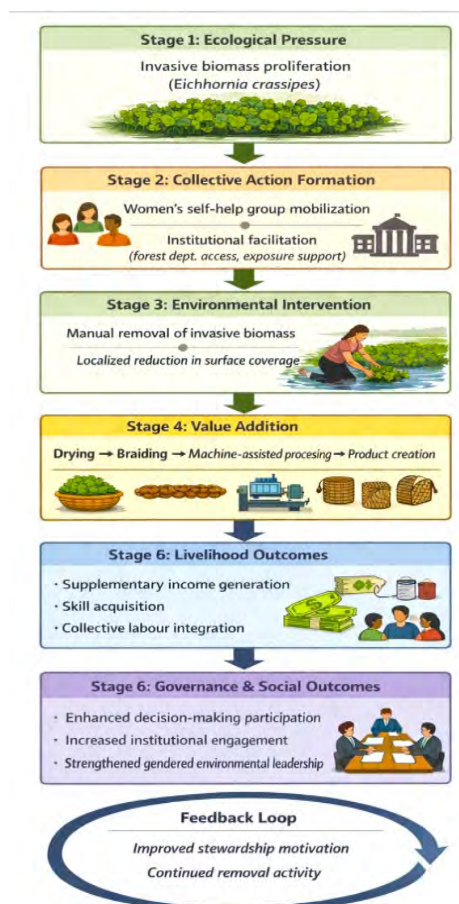 Stage 1: Ecological Pressure
Invasive biomass proliferation
(Eichhornia crassipes)
Stage 2: Collective Action Formation
Women's self-help group mobilization
Institutional facilitation
(forest dept. access, exposure support)
Stage 3: Environmental Intervention
Manual removal of invasive biomass
Localized reduction in surface coverage
Stage 4: Value Addition
Drying → Braiding → Machine-assisted procesing → Product creation
Stage 6: Livelihood Outcomes
· Supplementary income generation
· Skill acquisition
· Collective labour integration
Stage 6: Governance & Social Outcomes
· Enhanced decision-making participation
· Increased institutional engagement
· Strengthened gendered environmental leadership
Feedback Loop
Improved stewardship motivation
Continued removal activity